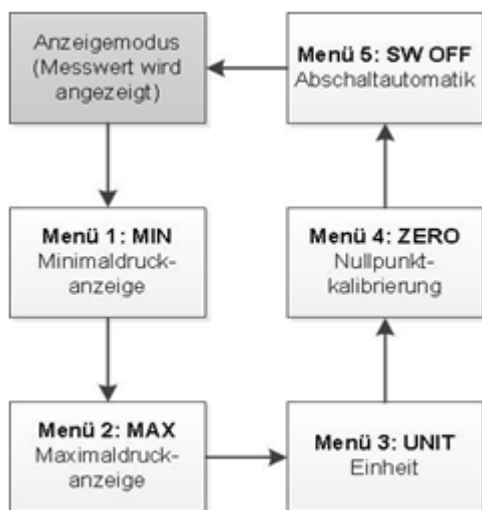 Anzeigemodus
(Messwert wird
angezeigt)
Menü 1: MIN
Minimaldruck-
anzeige
Menü 2: MAX
Maximaldruck-
anzeige
Menü 3: UNIT
Einheit
Menü 4: ZERO
Nullpunkt-
kalibrierung
Menü 5: SW OFF
Abschaltautomatik